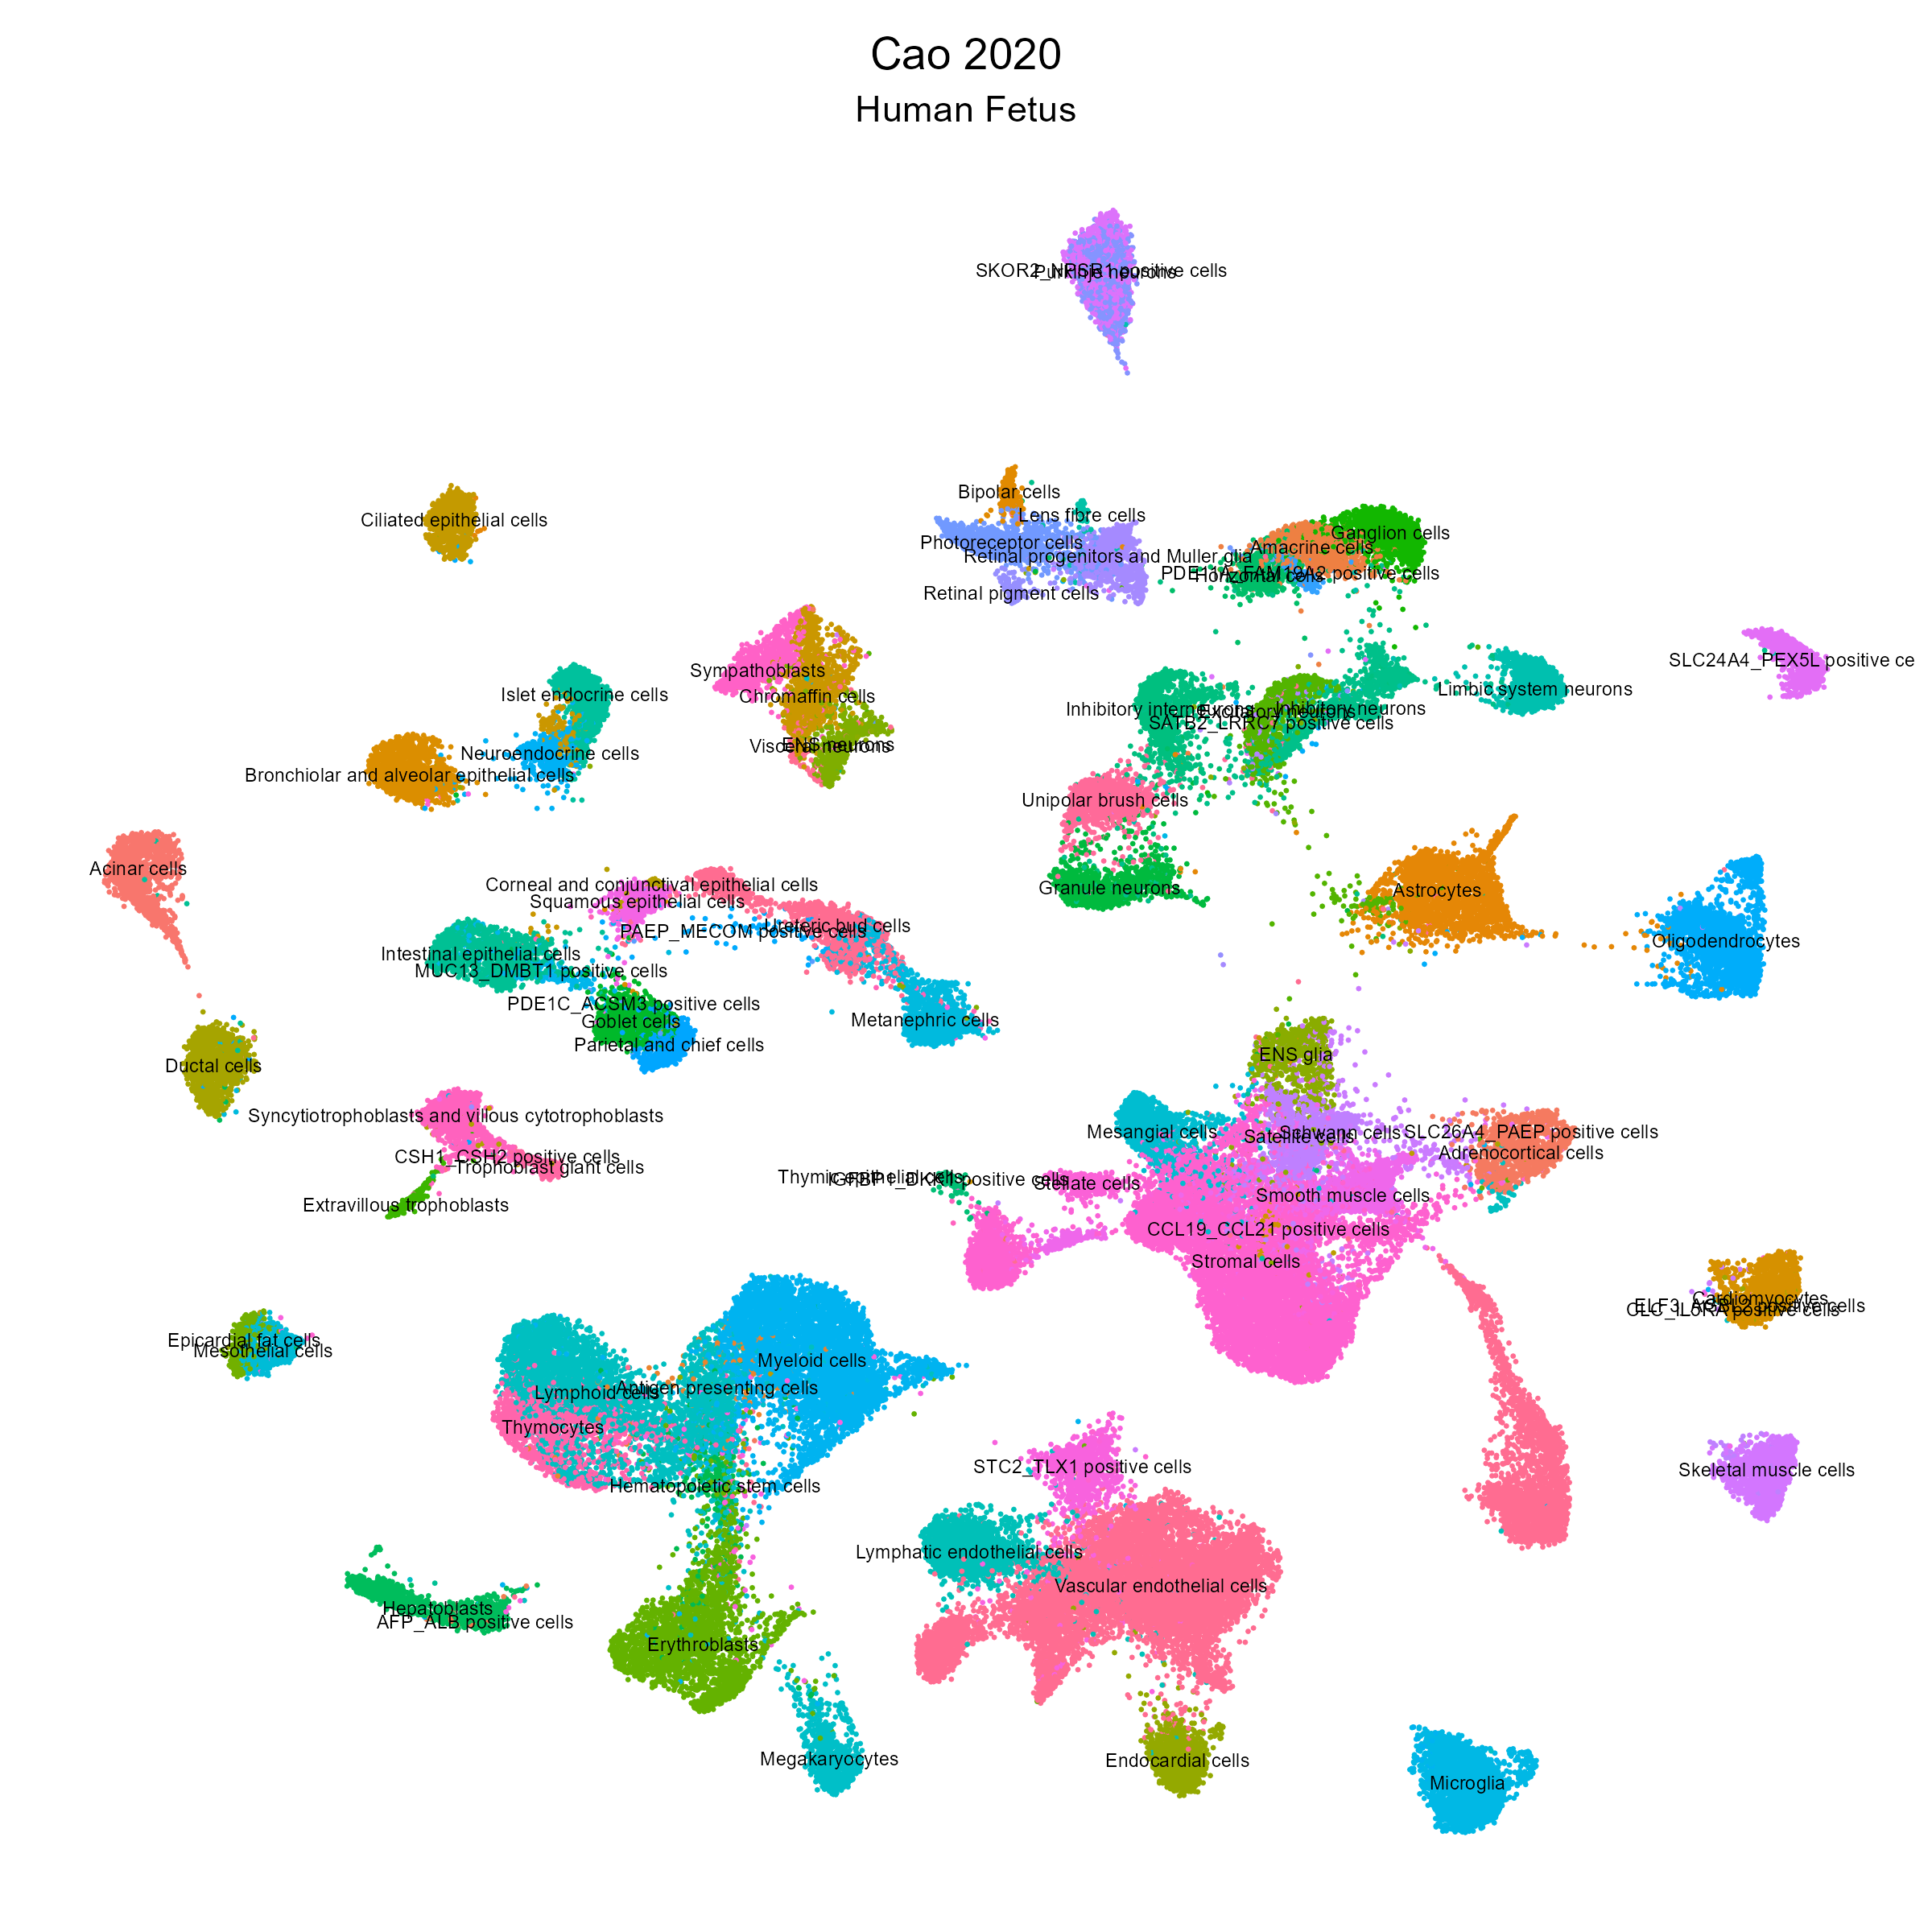 Cao 2020
Human Fetus
SKOR2_NPSR1 positive cells
Purkinje neurons
Bipolar cells
Lens fibre cells
Ciliated epithelial cells
Ganglion cells
Photoreceptor cells
Amacrine cells
Retinal progenitors and Muller glia
PDE11A_FAM19A2 positive cells
Horizontal cells
Retinal pigment cells
SLC24A4_PEX5L positive ce
Sympathoblasts
Limbic system neurons
Islet endocrine cells
Chromaffin cells
Inhibitory interneurons
Excitatory neurons
Inhibitory neurons
SATB2_LRRC7 positive cells
ENS neurons
Visceral neurons
Neuroendocrine cells
Bronchiolar and alveolar epithelial cells
Unipolar brush cells
Acinar cells
Corneal and conjunctival epithelial cells
Granule neurons
Astrocytes
Squamous epithelial cells
Ureteric bud cells
PAEP_MECOM positive cells
Oligodendrocytes
Intestinal epithelial cells
MUC13_DMBT1 positive cells
PDE1C_ACSM3 positive cells
Goblet cells
Metanephric cells
Parietal and chief cells
ENS glia
Ductal cells
Syncytiotrophoblasts and villous cytotrophoblasts
Mesangial cells
Satellite cells
Schwann cells
SLC26A4_PAEP positive cells
Adrenocortical cells
CSH1_CSH2 positive cells
Trophoblast giant cells
Thymic epithelial cells
IGFBP1_DKK1 positive cells
Stellate cells
Smooth muscle cells
Extravillous trophoblasts
CCL19_CCL21 positive cells
Stromal cells
Cardiomyocytes
ELF3_AGBL2 positive cells
CLC_IL5RA positive cells
Epicardial fat cells
Mesothelial cells
Myeloid cells
Antigen presenting cells
Lymphoid cells
Thymocytes
STC2_TLX1 positive cells
Skeletal muscle cells
Hematopoietic stem cells
Lymphatic endothelial cells
Vascular endothelial cells
Hepatoblasts
AFP_ALB positive cells
Erythroblasts
Megakaryocytes
Endocardial cells
Microglia